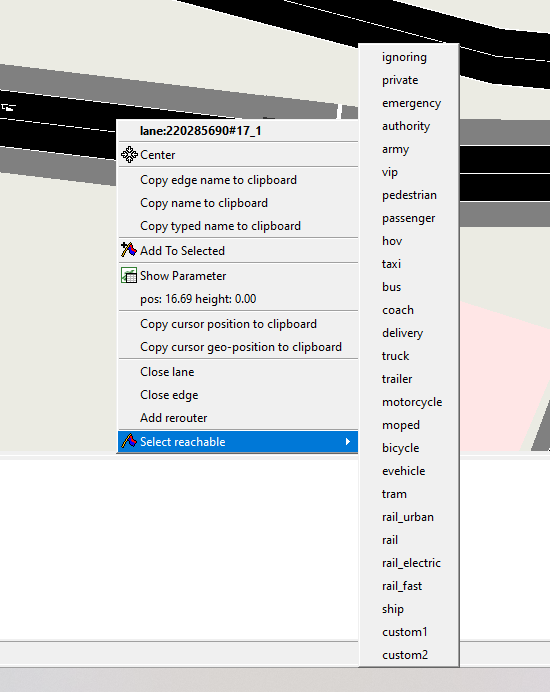 lane:220285690#17_1
Center
Copy edge name to clipboard
Copy name to clipboard
Copy typed name to clipboard
Add To Selected
Show Parameter
pos: 16.69 height: 0.00
Copy cursor position to clipboard
Copy cursor geo-position to clipboard
Close lane
Close edge
Add rerouter
Select reachable
ignoring
private
emergency
authority
army
vip
pedestrian
passenger
hov
taxi
bus
coach
delivery
truck
trailer
motorcycle
moped
bicycle
evehicle
tram
rail_urban
rail
rail_electric
rail_fast
ship
custom1
custom2